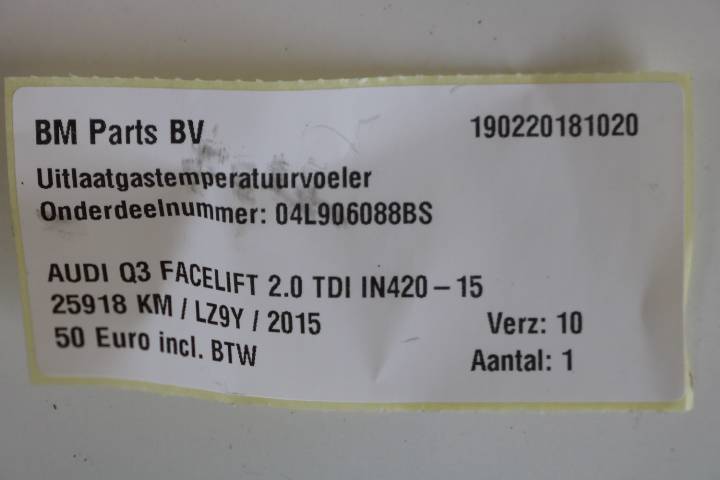 BM Parts BV 190220181020
Uitlaatgastemperatuurvoeler
Onderdeelnummer: 04L906088BS
AUDI Q3 FACELIFT 2.0 TDI IN420-15
25918 KM / LZ9Y / 2015 Verz: 10
50 Euro incl. BTW Aantal: 1